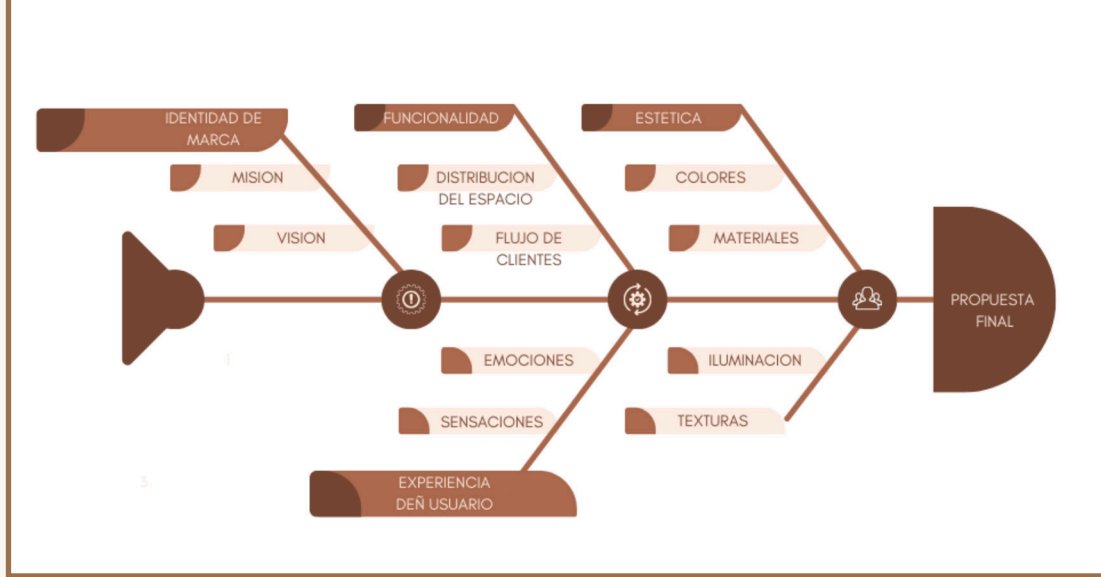 IDENTIDAD DE
MARCA
MISION
VISION
FUNCIONALIDAD
DISTRIBUCION
DEL ESPACIO
FLUJO DE
CLIENTES
ESTETICA
COLORES
MATERIALES
PROPUESTA
FINAL
EMOCIONES
SENSACIONES
EXPERIENCIA
DEÑ USUARIO
ILUMINACION
TEXTURAS